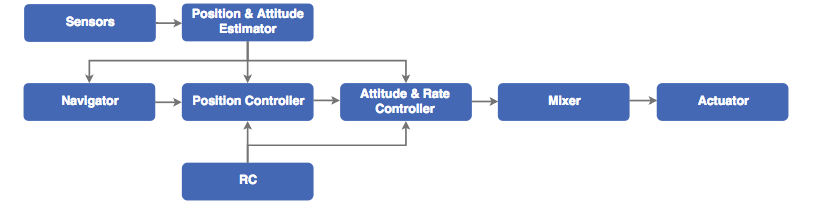 Sensors
Position & Attitude
Estimator
Navigator
Position Controller
Attitude & Rate
Controller
Mixer
Actuator
RC